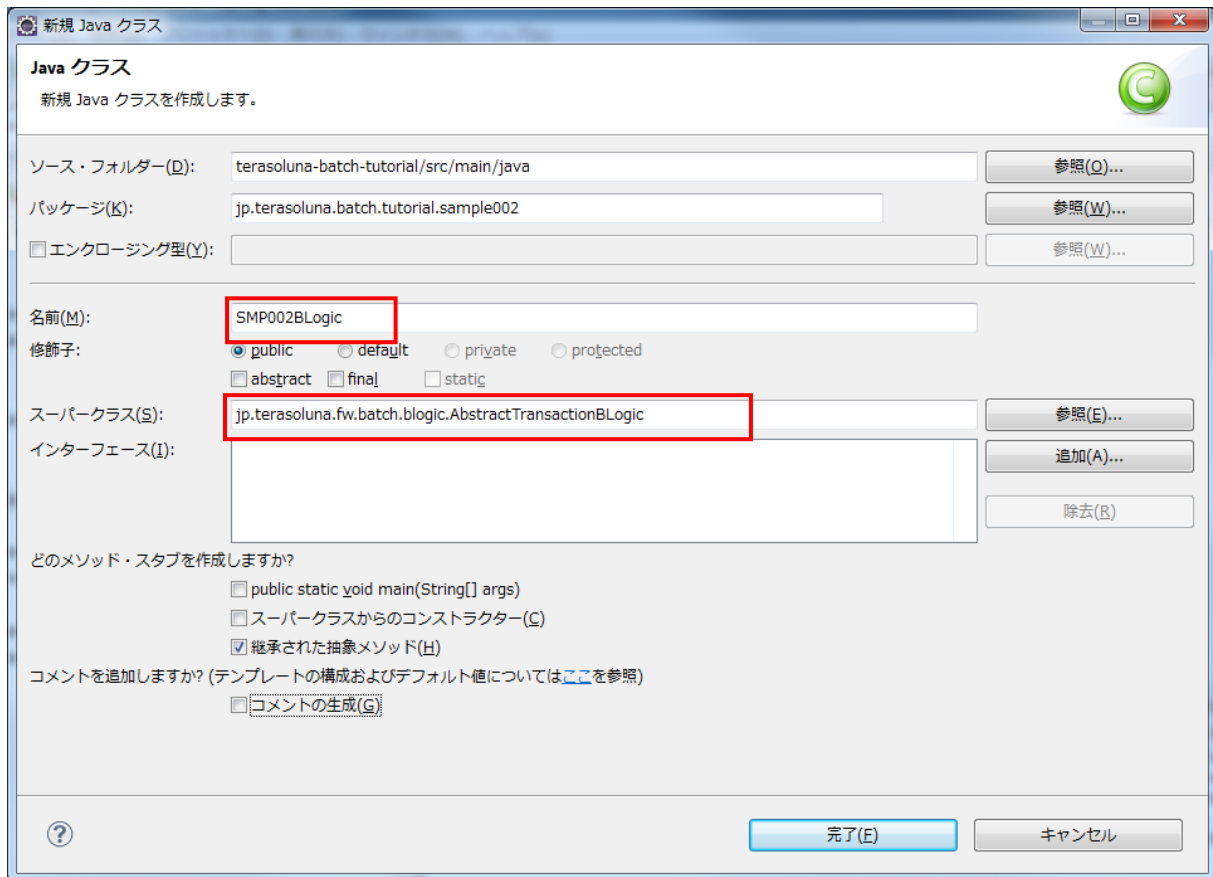 新規 Java クラス
Java クラス
新規 Java クラスを作成します。
C
ソース・フォルダー(D): terasoluna-batch-tutorial/src/main/java 参照(O)...
パッケージ(K): jp.terasoluna.batch.tutorial.sample002 参照(W)...
エンクロージング型(Y): 参照(W)...
名前(M): SMP002BLogic
修飾子: public default private protected
abstract final static
スーパークラス(S): jp.terasoluna.fw.batch.blogic.AbstractTransactionBLogic 参照(E)...
インターフェース(I): 追加(A)...
除去(R)
どのメソッド・スタブを作成しますか?
public static void main(String[] args)
スーパークラスからのコンストラクター(C)
継承された抽象メソッド(H)
コメントを追加しますか? (テンプレートの構成およびデフォルト値についてはここを参照)
コメントの生成(G)
? 完了(F) キャンセル